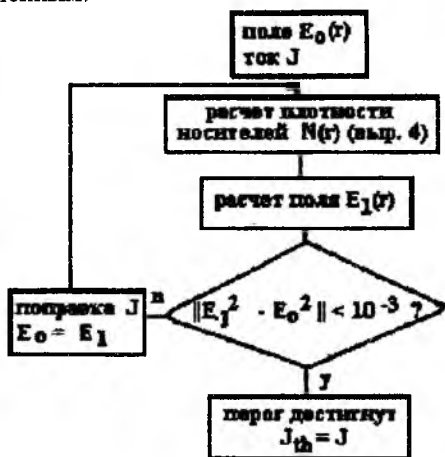 поле E₀(r)
ток J
расчет плотности
носителей N(r) (выр. 4)
расчет поля E₁(r)
||E₁² - E₀² || < 10⁻³ ?
n
поправка J
E₀ = E₁
y
порог достигнут
J_th = J